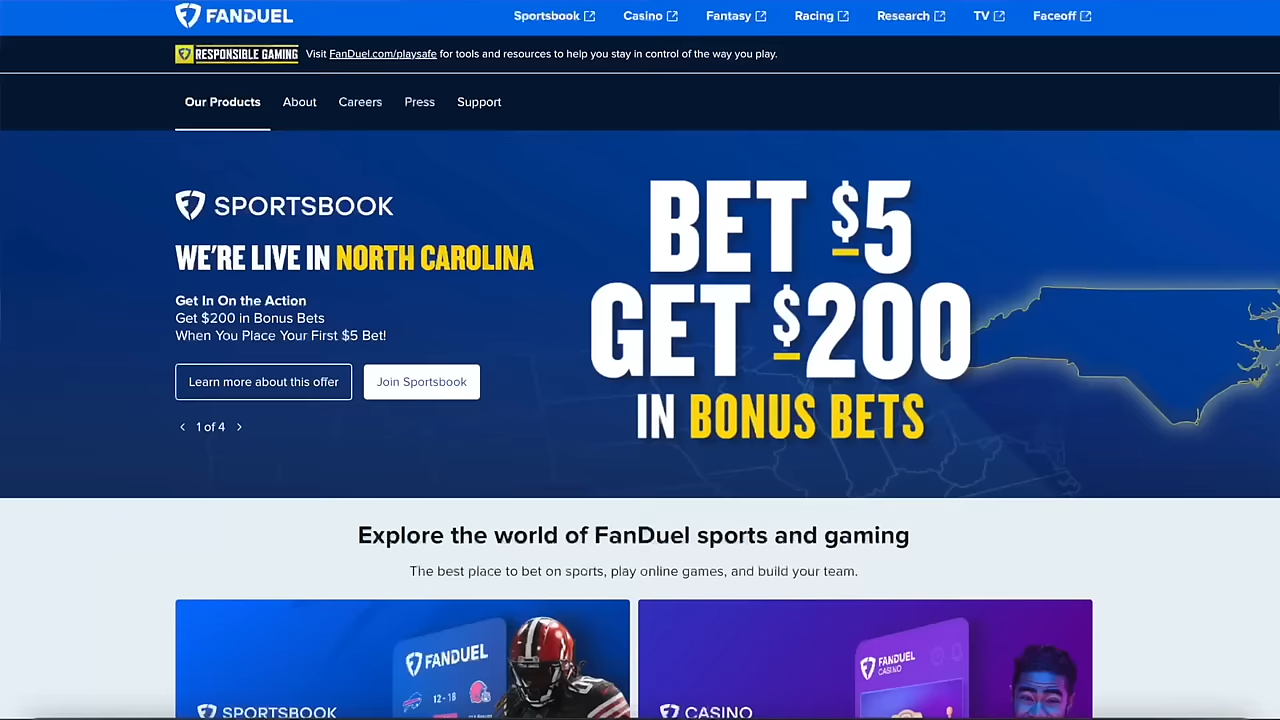 FANDUEL
Sportsbook Casino Fantasy Racing Research TV Faceoff
RESPONSIBLE GAMING Visit FanDuel.com/playsafe for tools and resources to help you stay in control of the way you play.
Our Products About Careers Press Support
SPORTSBOOK
WE'RE LIVE IN NORTH CAROLINA
Get In On the Action
Get $200 in Bonus Bets
When You Place Your First $5 Bet!
Learn more about this offer Join Sportsbook
1 of 4
BET $5
GET $200
IN BONUS BETS
Explore the world of FanDuel sports and gaming
The best place to bet on sports, play online games, and build your team.
FANDUEL
12-18
SPORTSBOOK
FANDUEL
CASINO
CASINO